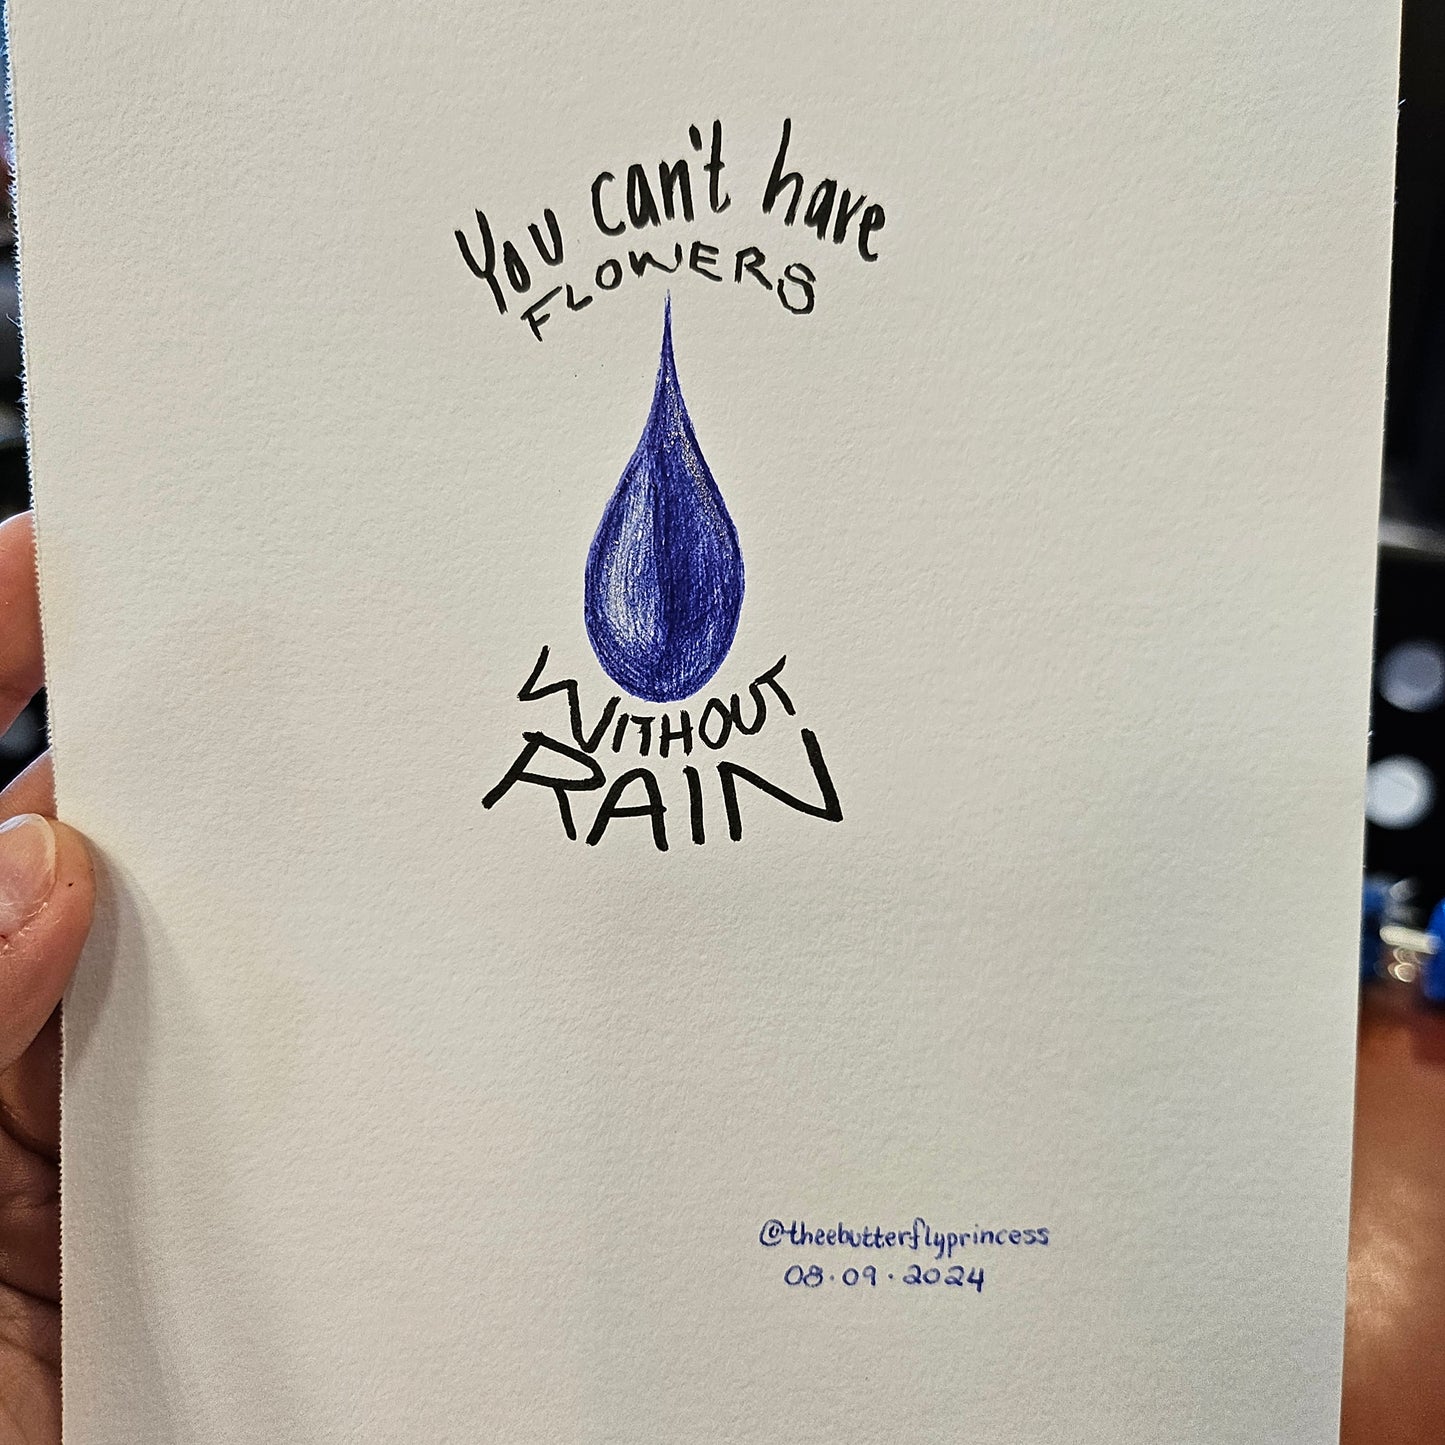 You can't have
FLOWERS
WITHOUT
RAIN
@theebutterflyprincess
08.09.2024